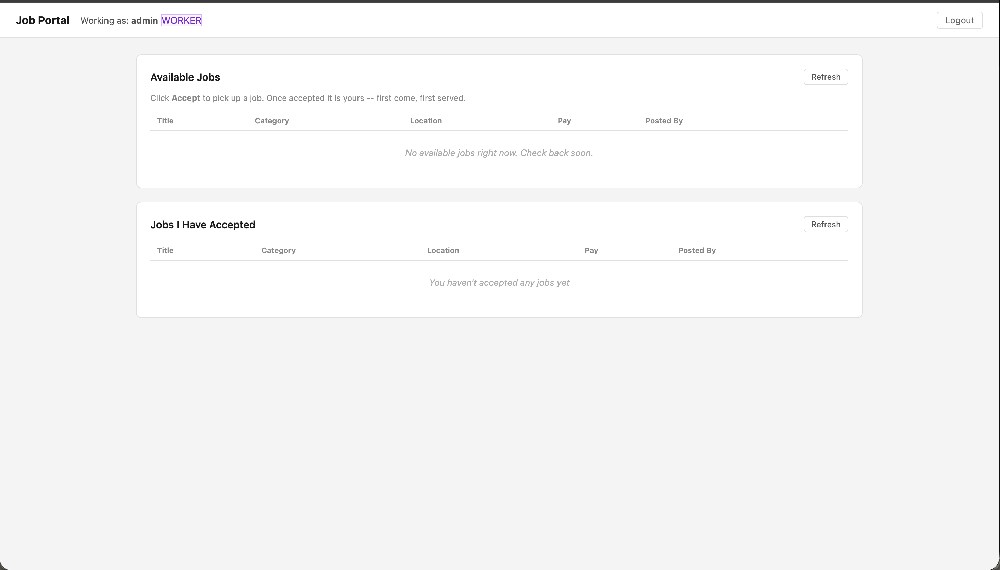 Job Portal Working as: admin WORKER Logout
Available Jobs Refresh
Click Accept to pick up a job. Once accepted it is yours -- first come, first served.
Title Category Location Pay Posted By
No available jobs right now. Check back soon.
Jobs I Have Accepted Refresh
Title Category Location Pay Posted By
You haven't accepted any jobs yet